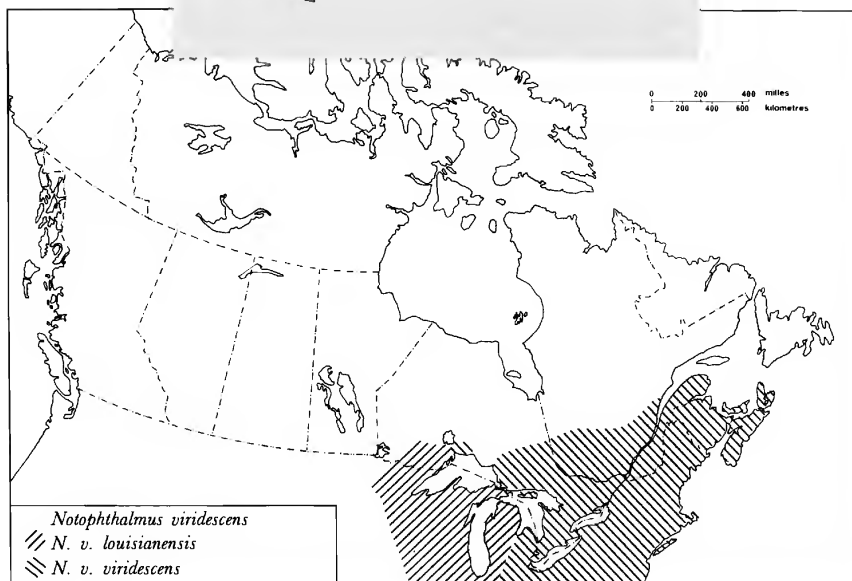 0 200 400 milles
0 200 400 600 kilometres
Notophthalmus viridescens
N. v. louisianensis
N. v. viridescens